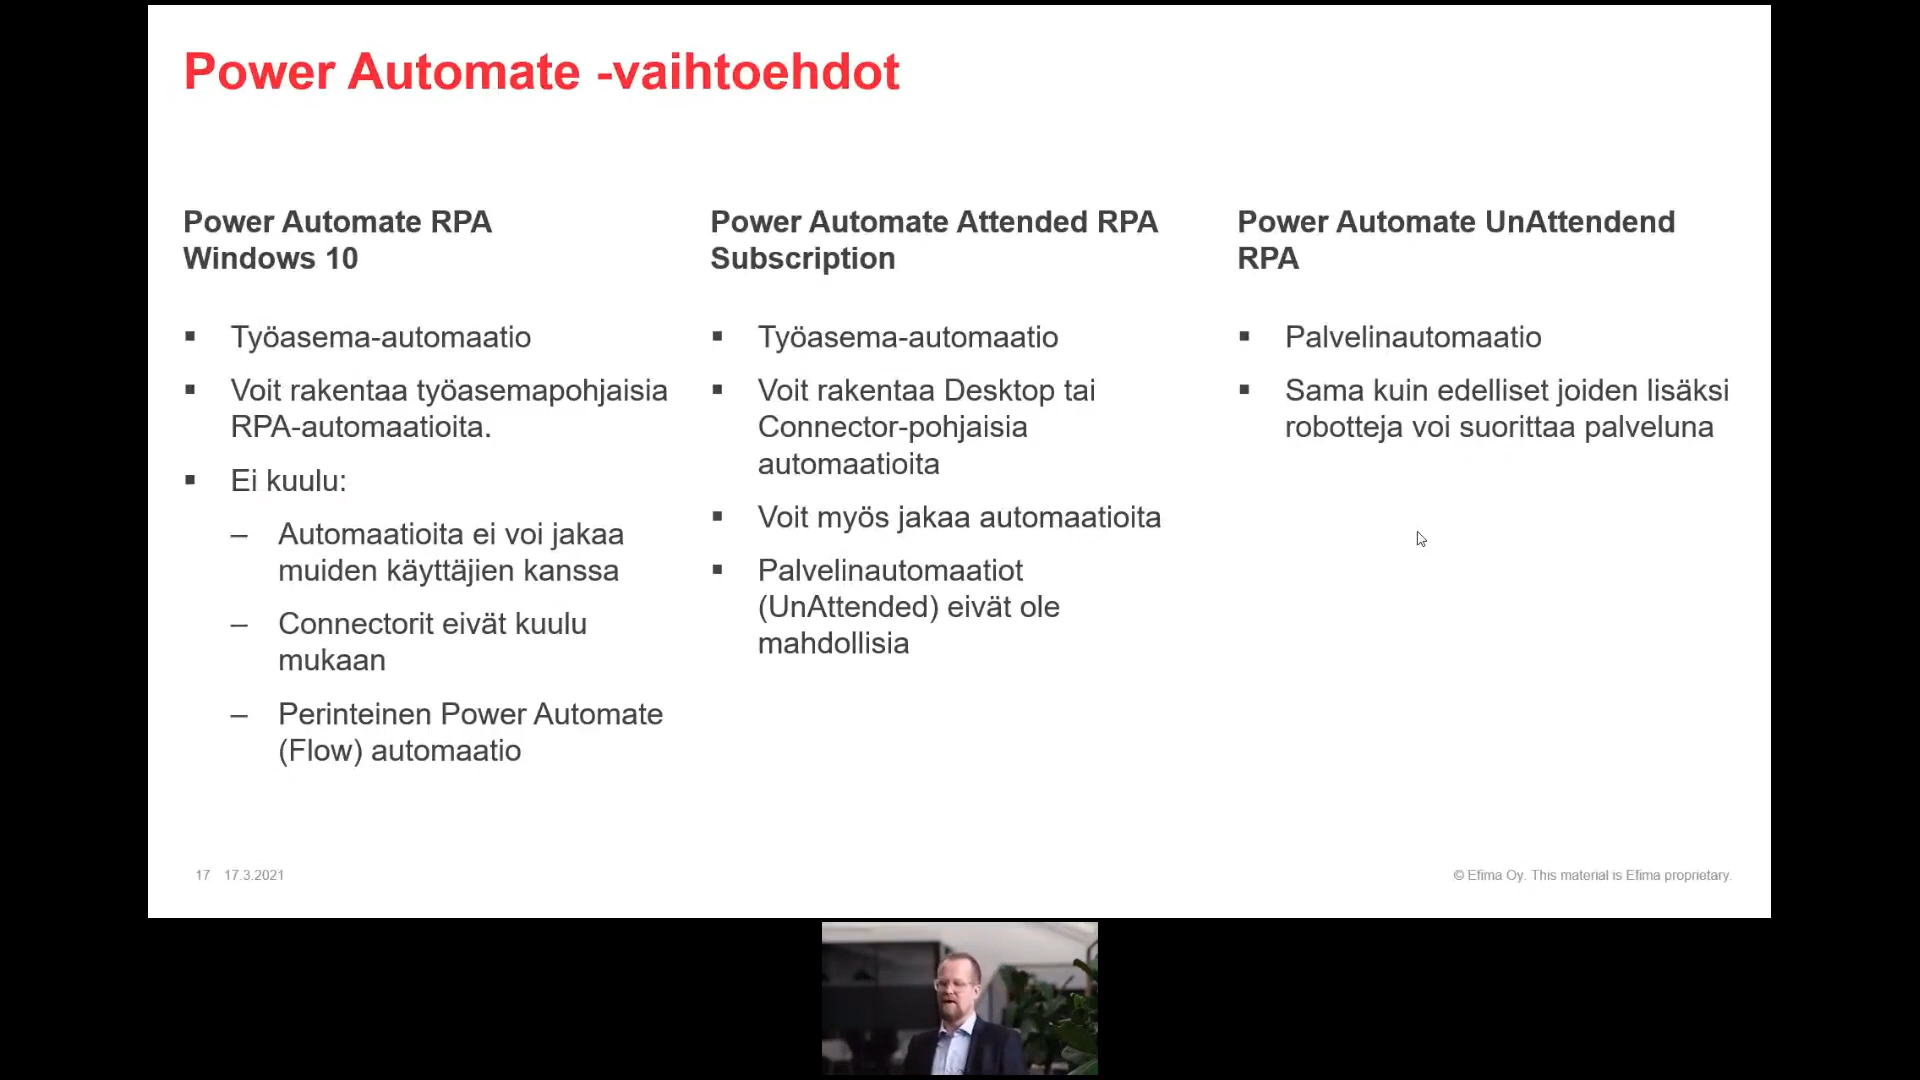 Power Automate -vaihtoehdot
Power Automate RPA
Windows 10
▪ Työasema-automaatio
▪ Voit rakentaa työasemapohjaisia
RPA-automaatioita.
▪ Ei kuulu:
– Automaatioita ei voi jakaa
muiden käyttäjien kanssa
– Connectorit eivät kuulu
mukaan
– Perinteinen Power Automate
(Flow) automaatio
Power Automate Attended RPA
Subscription
▪ Työasema-automaatio
▪ Voit rakentaa Desktop tai
Connector-pohjaisia
automaatioita
▪ Voit myös jakaa automaatioita
▪ Palvelinautomaatiot
(UnAttended) eivät ole
mahdollisia
Power Automate UnAttendend
RPA
▪ Palvelinautomaatio
▪ Sama kuin edelliset joiden lisäksi
robotteja voi suorittaa palveluna
17 17.3.2021
© Efima Oy. This material is Efima proprietary.